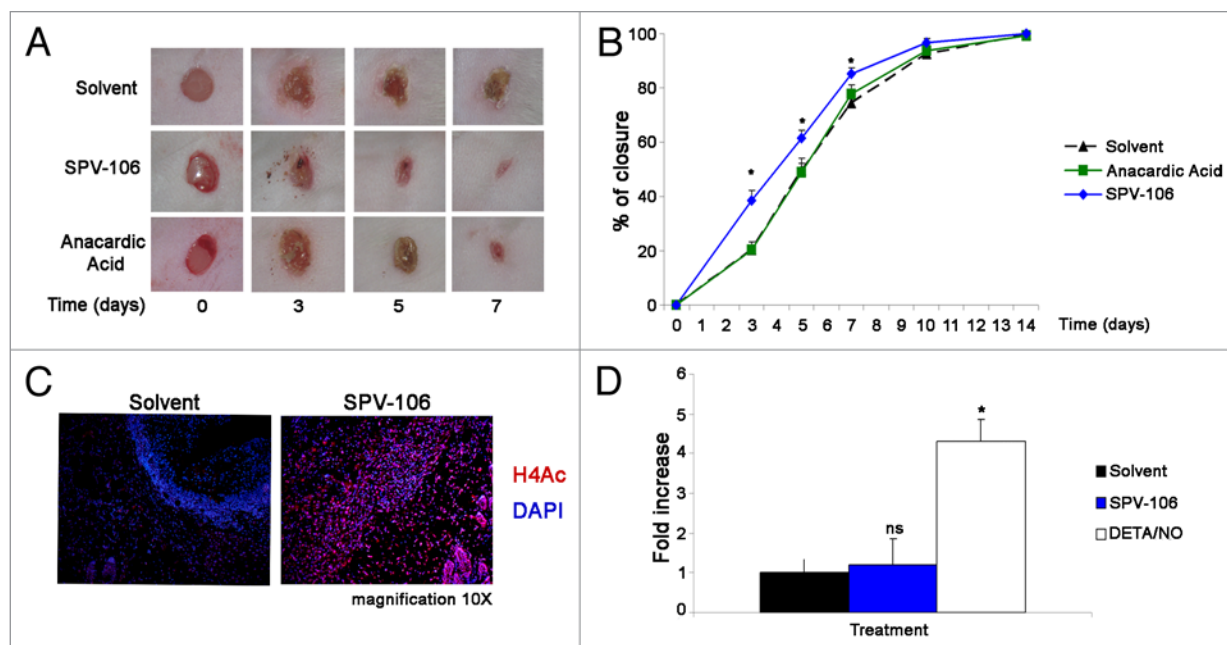 A
Solvent
SPV-106
Anacardic
Acid
Time (days) 0 3 5 7
B
*
*
*
100
80
60
40
20
0
% of closure
0 1 2 3 4 5 6 7 8 9 10 11 12 13 14
Time (days)
Solvent
Anacardic Acid
SPV-106
C
Solvent SPV-106
H4Ac
DAPI
magnification 10X
D
6
5
4
3
2
1
0
Fold increase
ns
*
Treatment
Solvent
SPV-106
DETA/NO